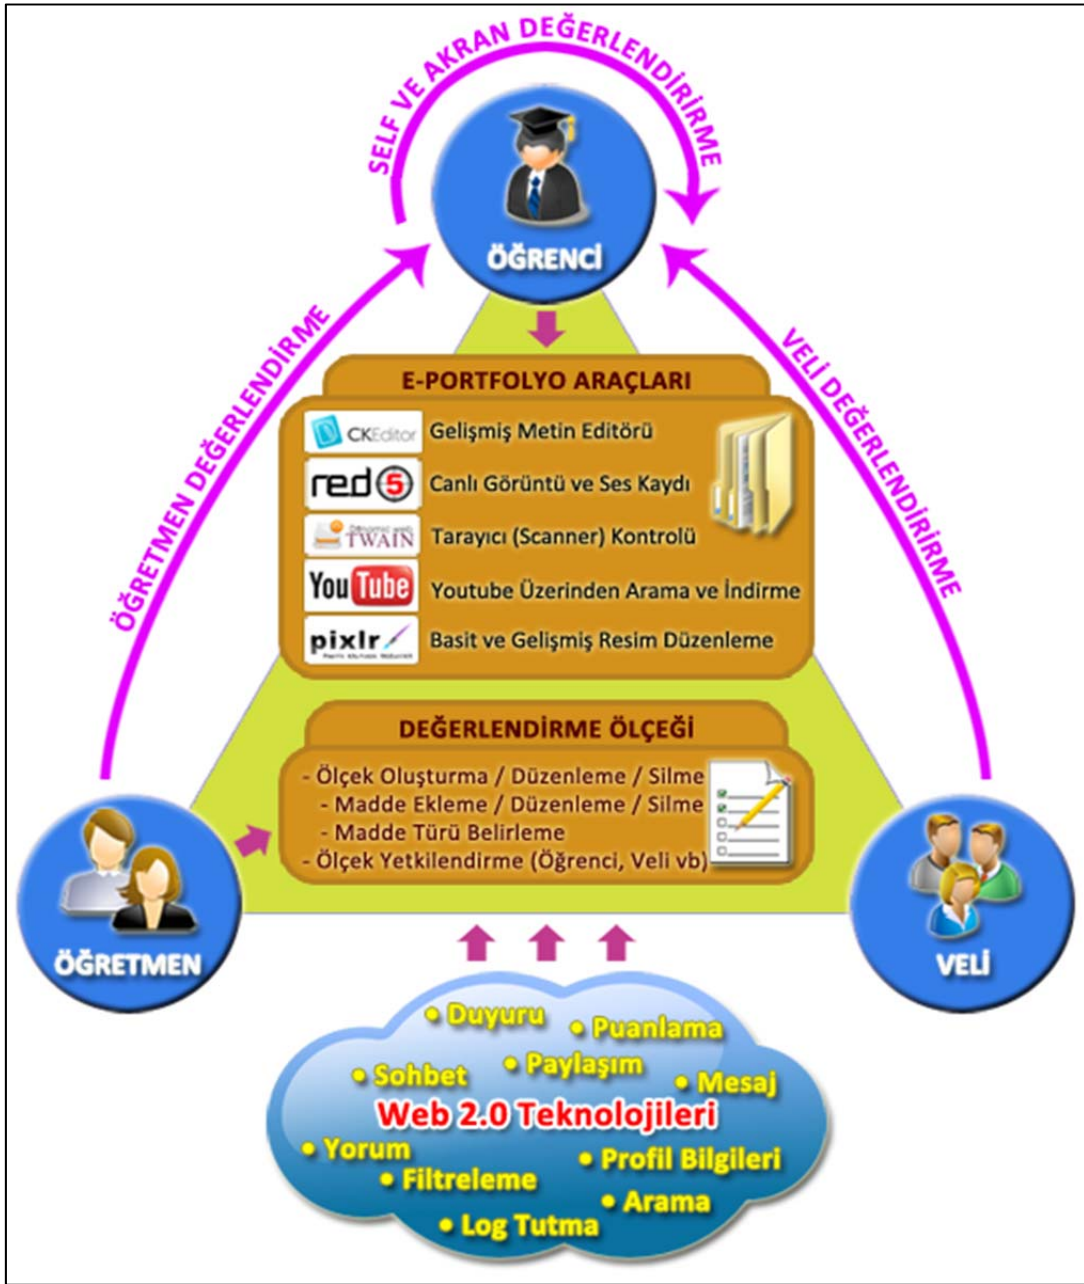 SELF VE AKRAN DEĞERLENDİRİRME
ÖĞRENCİ
ÖĞRETMEN DEĞERLENDİRME
VELİ DEĞERLENDİRİRME
E-PORTFOLYO ARAÇLARI
CKEditor Gelişmiş Metin Editörü
red5 Canlı Görüntü ve Ses Kaydı
Dynamic web
TWAIN Tarayıcı (Scanner) Kontrolü
YouTube Youtube Üzerinden Arama ve İndirme
pixlr Basit ve Gelişmiş Resim Düzenleme
DEĞERLENDİRME ÖLÇEĞİ
- Ölçek Oluşturma / Düzenleme / Silme
- Madde Ekleme / Düzenleme / Silme
- Madde Türü Belirleme
- Ölçek Yetkilendirme (Öğrenci, Veli vb)
ÖĞRETMEN
VELİ
• Duyuru
• Puanlama
• Sohbet
• Paylaşım
• Mesaj
Web 2.0 Teknolojileri
• Yorum
• Profil Bilgileri
• Filtreleme
• Arama
• Log Tutma